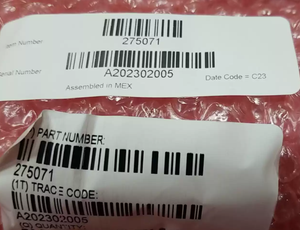 Item Number
275071
Serial Number
A202302005
Date Code = C23
Assembled in MEX
) PART NUMBER:
275071
(1T) TRACE CODE:
A202302005
(Q) QUANTITY: